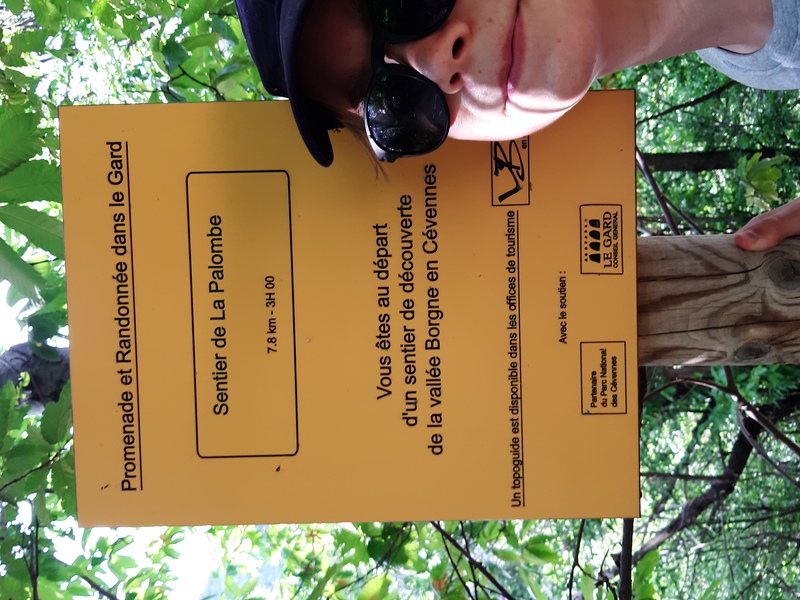 Promenade et Randonnée dans le Gard
Sentier de La Palombe
7.8 km - 3H 00
Vous êtes au départ
d'un sentier de découverte
de la vallée Borgne en Cévennes
Un topoguide est disponible dans les offices de tourisme
VB
en
Avec le soutien :
Partenaire
du Parc National
des Cévennes
LE GARD
CONSEIL GENERAL